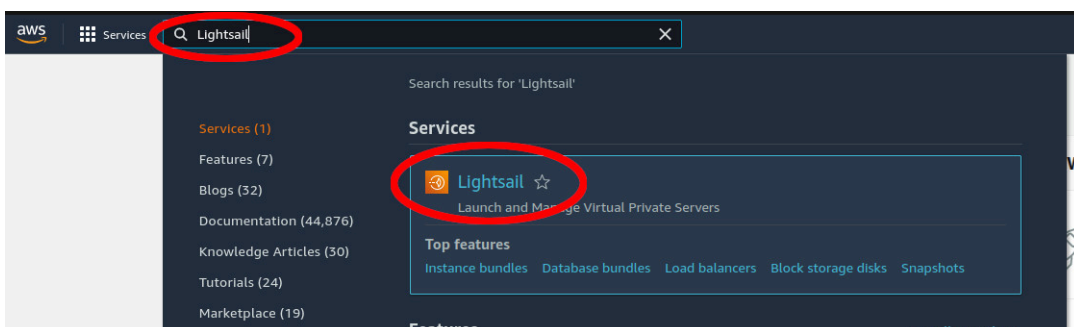 aws
Services
Lightsail
Search results for 'Lightsail'
Services (1)
Features (7)
Blogs (32)
Documentation (44,876)
Knowledge Articles (30)
Tutorials (24)
Marketplace (19)
Services
Lightsail
Launch and Manage Virtual Private Servers
Top features
Instance bundles Database bundles Load balancers Block storage disks Snapshots
Features